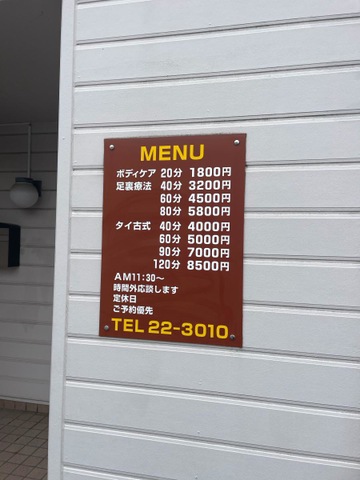 MENU
ボディケア 20分 1800円
足裏療法 40分 3200円
60分 4500円
80分 5800円
タイ古式 40分 4000円
60分 5000円
90分 7000円
120分 8500円
AM11:30〜
時間外応談します
定休日
ご予約優先
TEL 22-3010